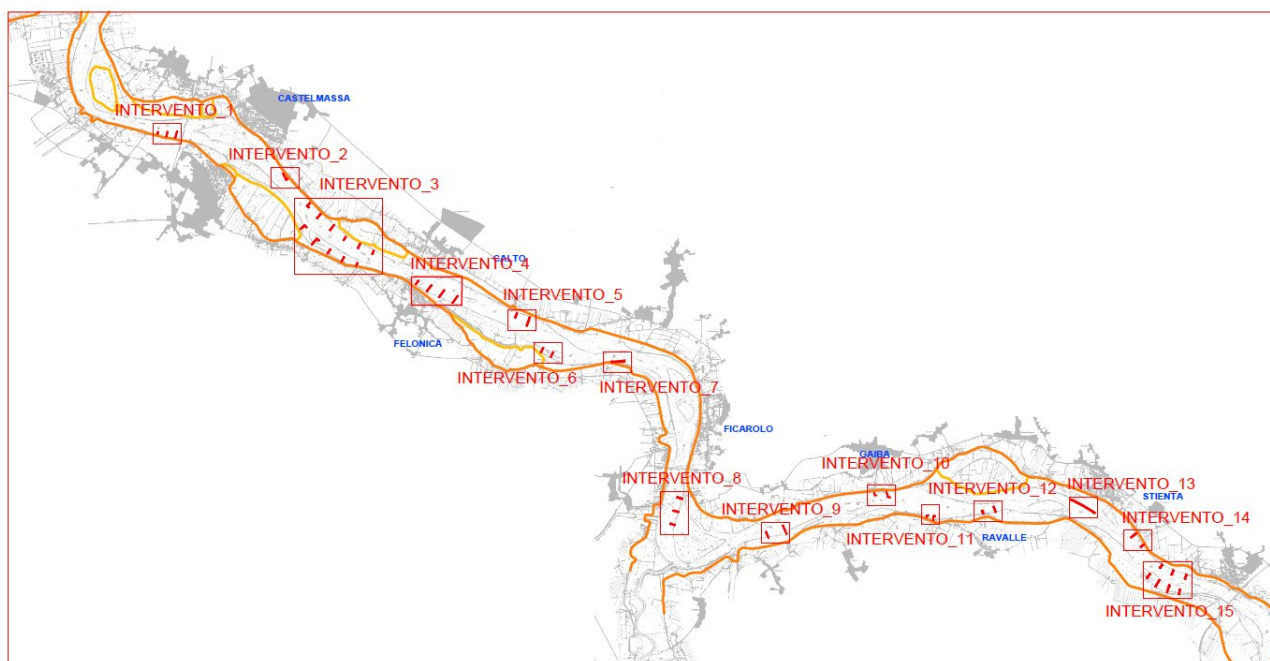 CASTELMASSA
INTERVENTO_1
INTERVENTO_2
INTERVENTO_3
CALTO
INTERVENTO_4
INTERVENTO_5
FELONICA
INTERVENTO_6
INTERVENTO_7
FICAROLO
GAIBA
INTERVENTO_10
INTERVENTO_8
INTERVENTO_12
INTERVENTO_13
STIENTA
INTERVENTO_9
INTERVENTO_14
INTERVENTO_11
RAVALLE
INTERVENTO_15